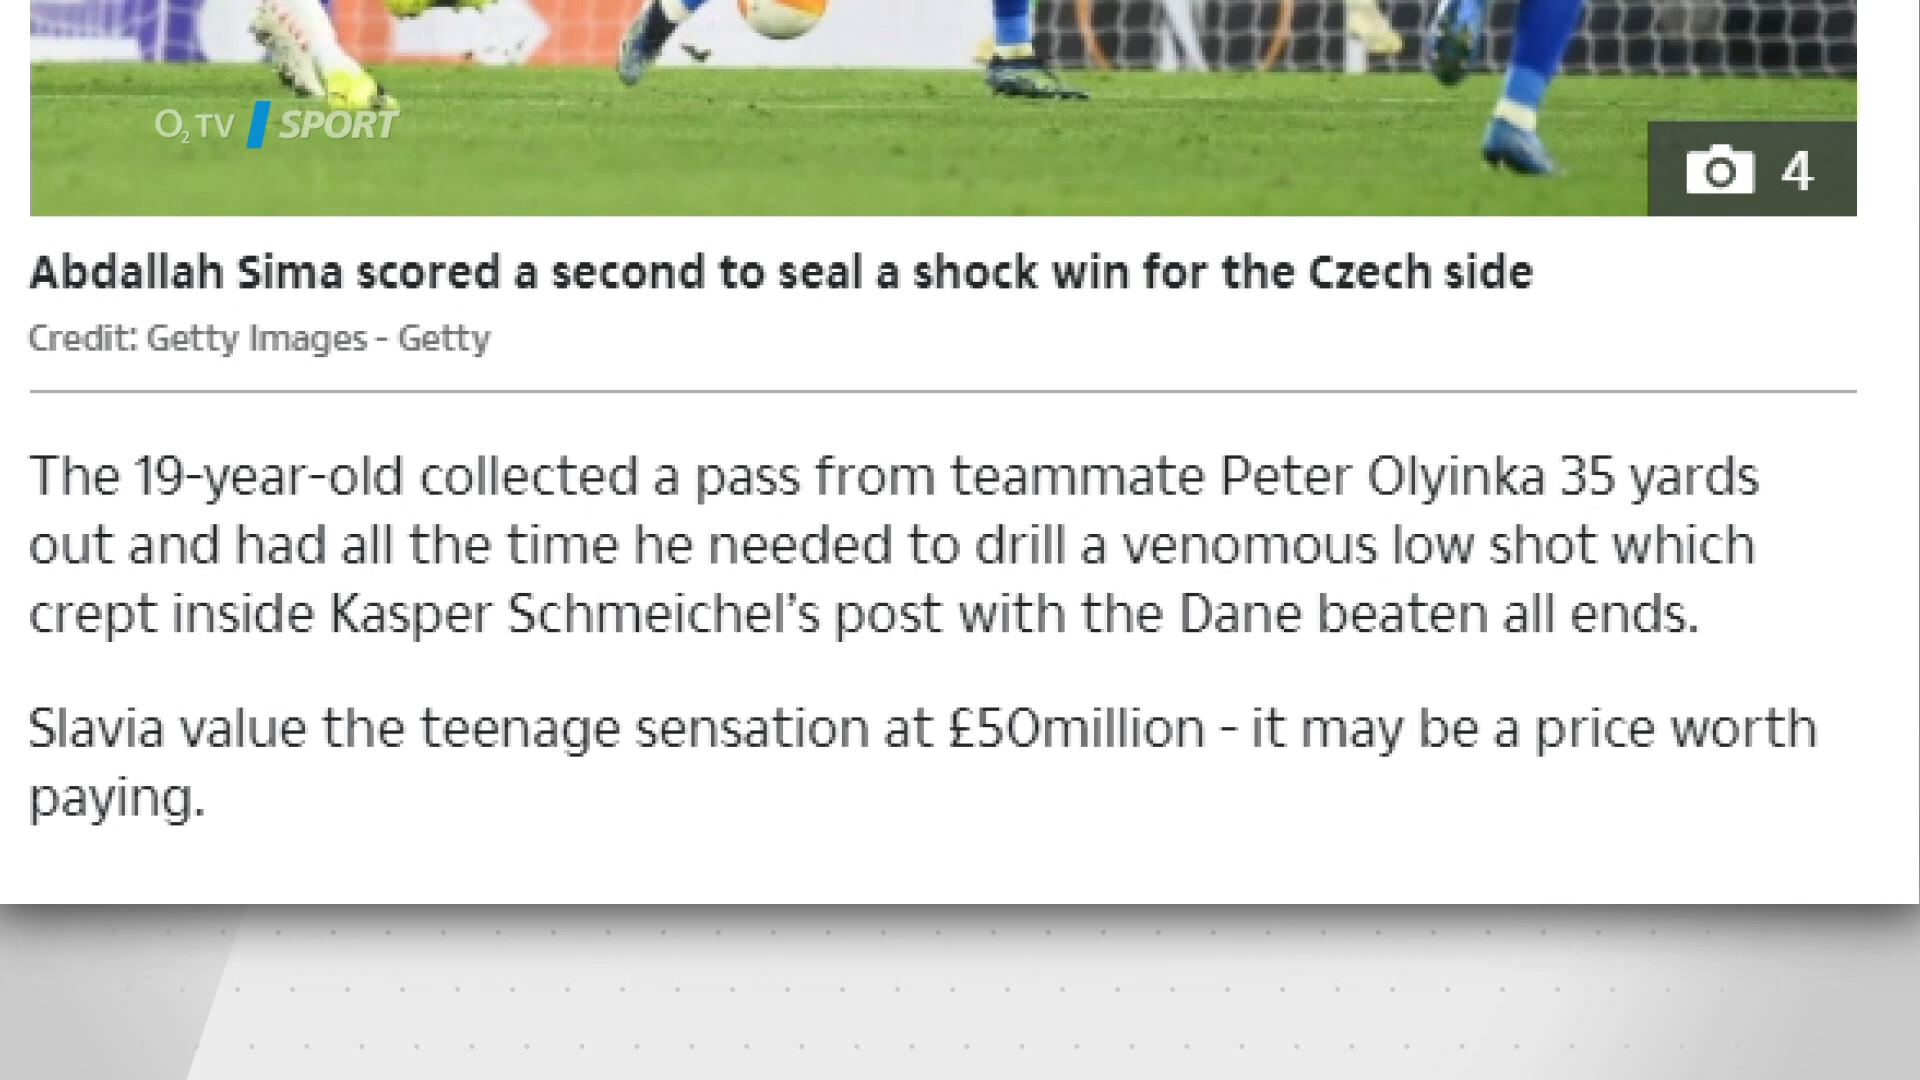 O2 TV SPORT
4
Abdallah Sima scored a second to seal a shock win for the Czech side
Credit: Getty Images - Getty
The 19-year-old collected a pass from teammate Peter Olyinka 35 yards
out and had all the time he needed to drill a venomous low shot which
crept inside Kasper Schmeichel’s post with the Dane beaten all ends.
Slavia value the teenage sensation at £50million - it may be a price worth
paying.